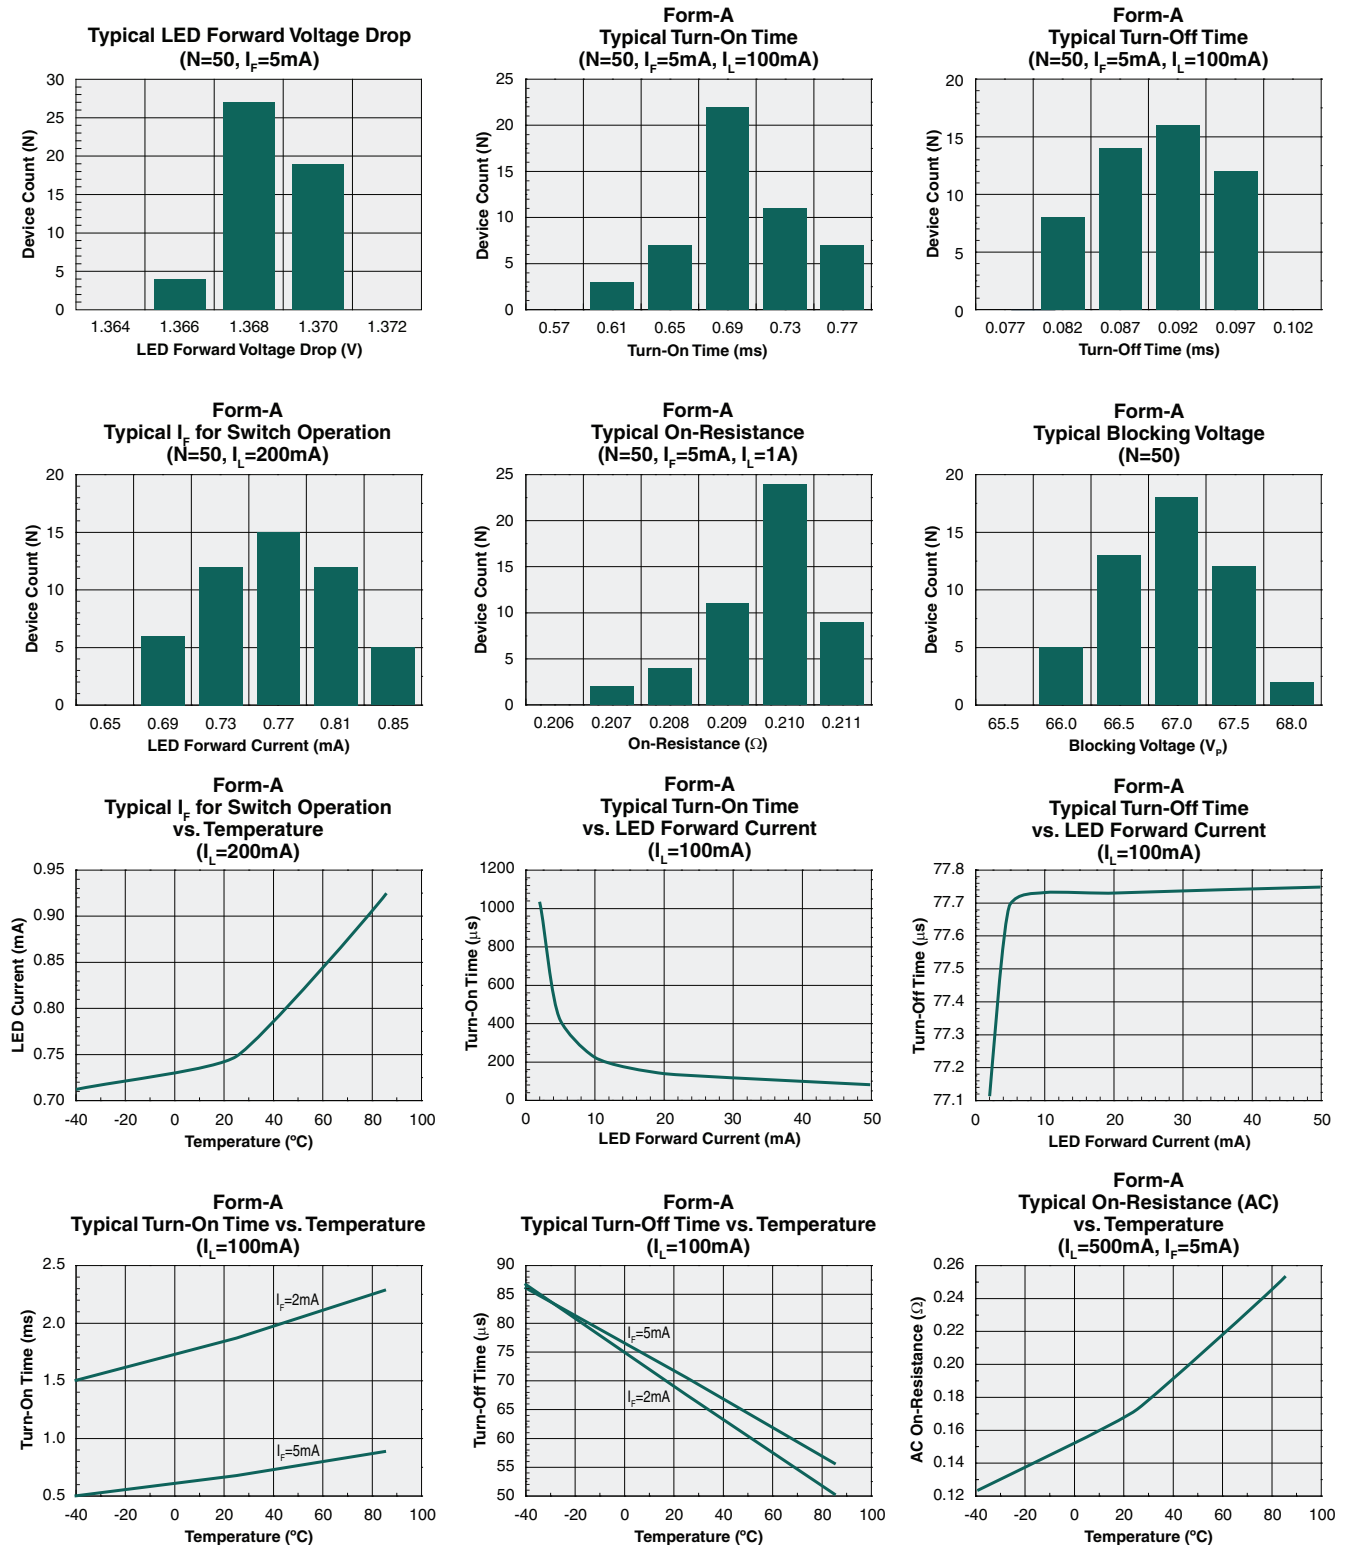 Typical LED Forward Voltage Drop
(N=50, IF=5mA)
30
25
20
15
10
5
0
Device Count (N)
1.364 1.366 1.368 1.370 1.372
LED Forward Voltage Drop (V)
Form-A
Typical Turn-On Time
(N=50, IF=5mA, IL=100mA)
25
20
15
10
5
0
Device Count (N)
0.57 0.61 0.65 0.69 0.73 0.77
Turn-On Time (ms)
Form-A
Typical Turn-Off Time
(N=50, IF=5mA, IL=100mA)
20
15
10
5
0
Device Count (N)
0.077 0.082 0.087 0.092 0.097 0.102
Turn-Off Time (ms)
Form-A
Typical IF for Switch Operation
(N=50, IL=200mA)
20
15
10
5
0
Device Count (N)
0.65 0.69 0.73 0.77 0.81 0.85
LED Forward Current (mA)
Form-A
Typical On-Resistance
(N=50, IF=5mA, IL=1A)
25
20
15
10
5
0
Device Count (N)
0.206 0.207 0.208 0.209 0.210 0.211
On-Resistance (Ω)
Form-A
Typical Blocking Voltage
(N=50)
20
15
10
5
0
Device Count (N)
65.5 66.0 66.5 67.0 67.5 68.0
Blocking Voltage (VP)
Form-A
Typical IF for Switch Operation
vs. Temperature
(IL=200mA)
0.95
0.90
0.85
0.80
0.75
0.70
LED Current (mA)
-40 -20 0 20 40 60 80 100
Temperature (ºC)
Form-A
Typical Turn-On Time
vs. LED Forward Current
(IL=100mA)
1200
1000
800
600
400
200
0
Turn-On Time (μs)
0 10 20 30 40 50
LED Forward Current (mA)
Form-A
Typical Turn-Off Time
vs. LED Forward Current
(IL=100mA)
77.8
77.7
77.6
77.5
77.4
77.3
77.2
77.1
Turn-Off Time (μs)
0 10 20 30 40 50
LED Forward Current (mA)
Form-A
Typical Turn-On Time vs. Temperature
(IL=100mA)
2.5
2.0
1.5
1.0
0.5
Turn-On Time (ms)
IF=2mA
IF=5mA
-40 -20 0 20 40 60 80 100
Temperature (ºC)
Form-A
Typical Turn-Off Time vs. Temperature
(IL=100mA)
90
85
80
75
70
65
60
55
50
Turn-Off Time (μs)
IF=5mA
IF=2mA
-40 -20 0 20 40 60 80 100
Temperature (ºC)
Form-A
Typical On-Resistance (AC)
vs. Temperature
(IL=500mA, IF=5mA)
0.26
0.24
0.22
0.20
0.18
0.16
0.14
0.12
AC On-Resistance (Ω)
-40 -20 0 20 40 60 80 100
Temperature (ºC)